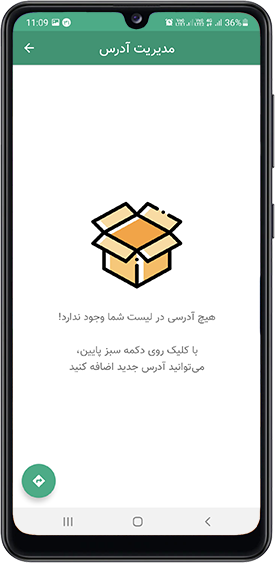 11:09
36%
مدیریت آدرس
هیچ آدرسی در لیست شما وجود ندارد!
با کلیک روی دکمه سبز پایین،
می‌توانید آدرس جدید اضافه کنید